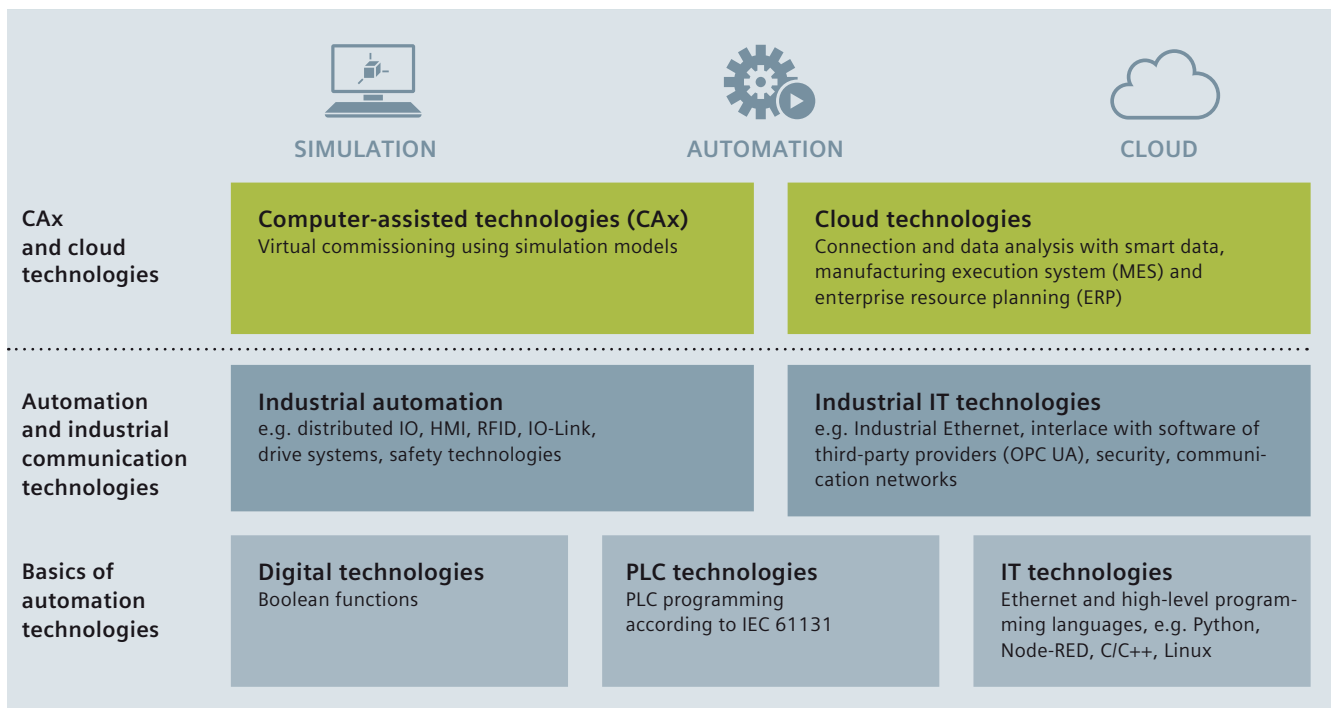 SIMULATION
AUTOMATION
CLOUD
CAx
and cloud
technologies
Computer-assisted technologies (CAx)
Virtual commissioning using simulation models
Cloud technologies
Connection and data analysis with smart data,
manufacturing execution system (MES) and
enterprise resource planning (ERP)
Automation
and industrial
communication
technologies
Industrial automation
e.g. distributed IO, HMI, RFID, IO-Link,
drive systems, safety technologies
Industrial IT technologies
e.g. Industrial Ethernet, interlace with software of
third-party providers (OPC UA), security, communi-
cation networks
Basics of
automation
technologies
Digital technologies
Boolean functions
PLC technologies
PLC programming
according to IEC 61131
IT technologies
Ethernet and high-level program-
ming languages, e.g. Python,
Node-RED, C/C++, Linux